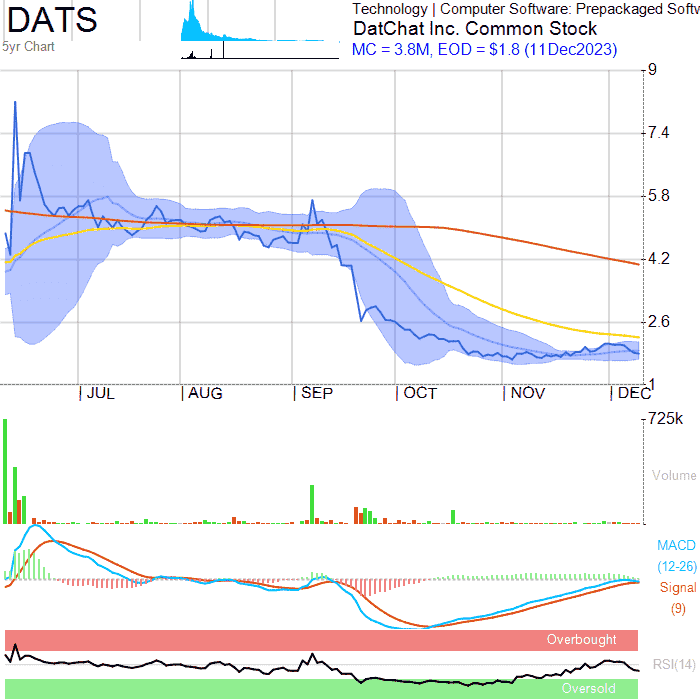 DATS
5yr Chart
Technology | Computer Software: Prepackaged Softw
DatChat Inc. Common Stock
MC = 3.8M, EOD = $1.8 (11Dec2023)
9
7.4
5.8
4.2
2.6
1
JUL AUG SEP OCT NOV DEC
725k
Volume
MACD
(12-26)
Signal
(9)
Overbought
RSI(14)
Oversold